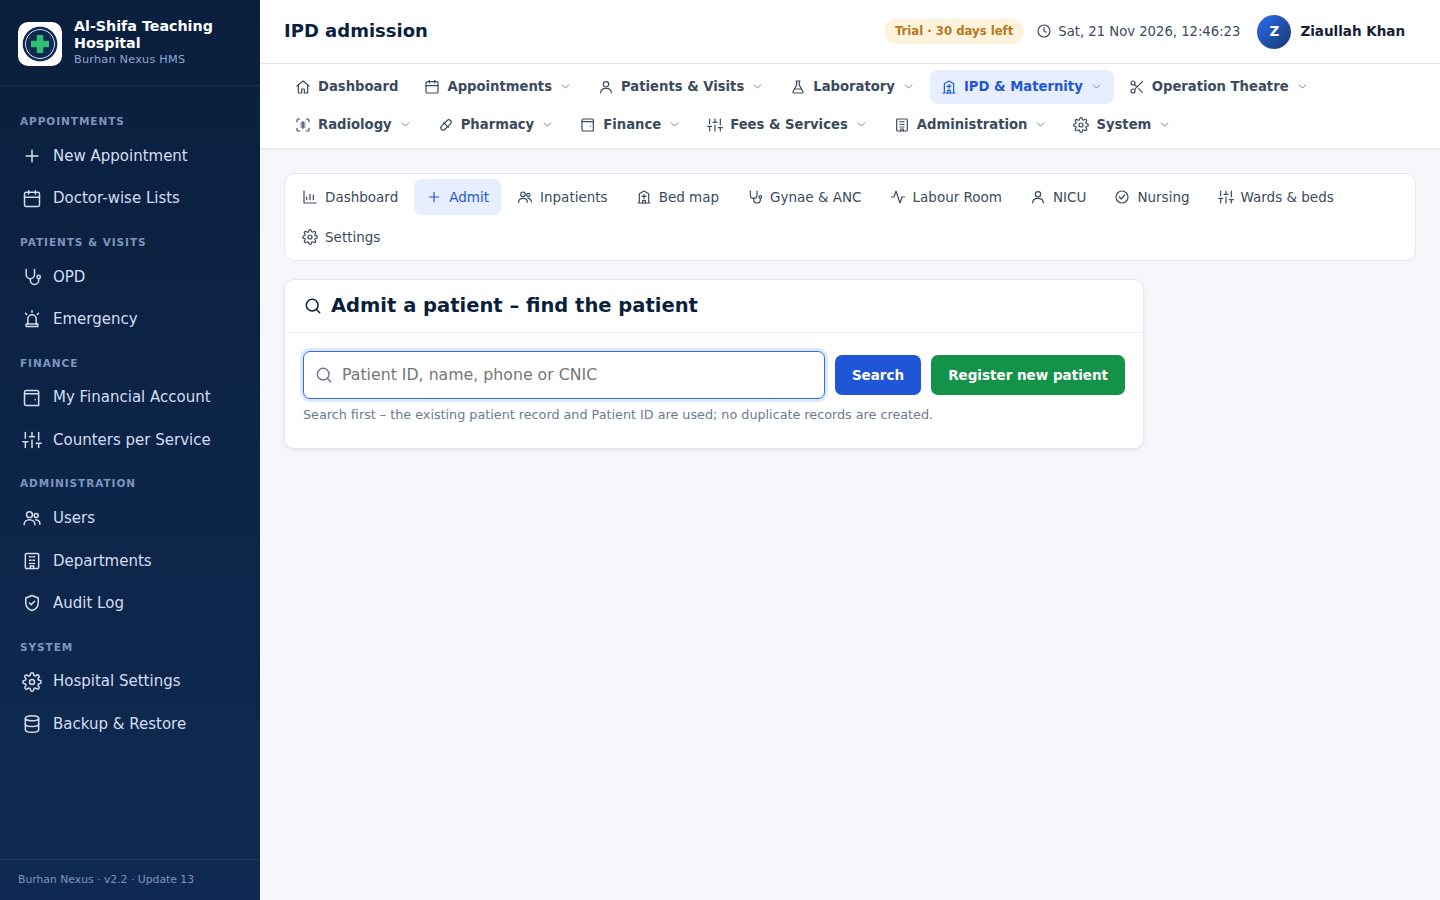 Al-Shifa Teaching
Hospital
Burhan Nexus HMS
APPOINTMENTS
New Appointment
Doctor-wise Lists
PATIENTS & VISITS
OPD
Emergency
FINANCE
My Financial Account
Counters per Service
ADMINISTRATION
Users
Departments
Audit Log
SYSTEM
Hospital Settings
Backup & Restore
Burhan Nexus · v2.2 · Update 13
IPD admission
Trial · 30 days left
Sat, 21 Nov 2026, 12:46:23
Z
Ziaullah Khan
Dashboard Appointments Patients & Visits Laboratory IPD & Maternity Operation Theatre
Radiology Pharmacy Finance Fees & Services Administration System
Dashboard Admit Inpatients Bed map Gynae & ANC Labour Room NICU Nursing Wards & beds
Settings
Admit a patient – find the patient
Patient ID, name, phone or CNIC
Search
Register new patient
Search first – the existing patient record and Patient ID are used; no duplicate records are created.